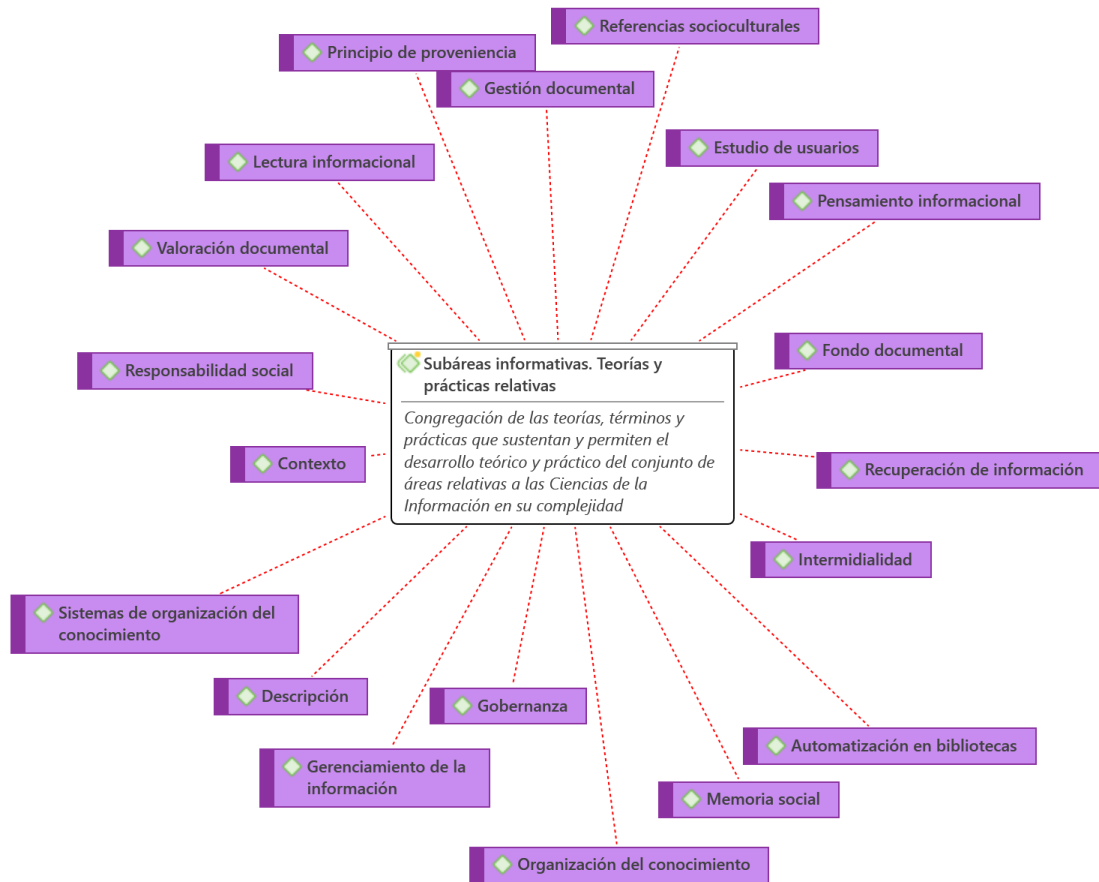 Referencias socioculturales
Principio de proveniencia
Gestión documental
Estudio de usuarios
Lectura informacional
Pensamiento informacional
Valoración documental
Fondo documental
Subáreas informativas. Teorías y
prácticas relativas
Responsabilidad social
Congregación de las teorías, términos y
prácticas que sustentan y permiten el
desarrollo teórico y práctico del conjunto de
áreas relativas a las Ciencias de la
Información en su complejidad
Contexto
Recuperación de información
Intermidialidad
Sistemas de organización del
conocimiento
Descripción
Gobernanza
Automatización en bibliotecas
Gerenciamiento de la
información
Memoria social
Organización del conocimiento